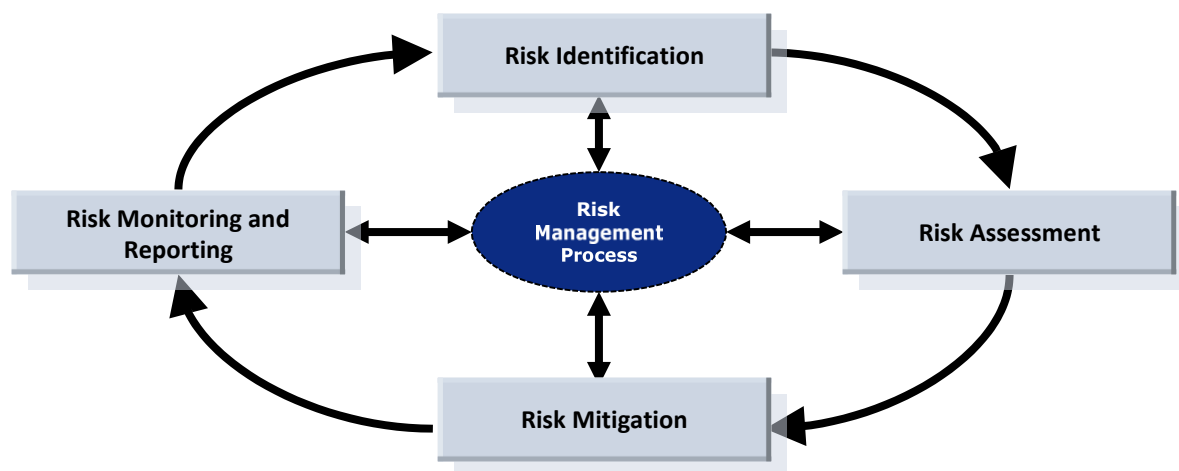 Risk Identification
Risk Monitoring and
Reporting
Risk
Management
Process
Risk Assessment
Risk Mitigation